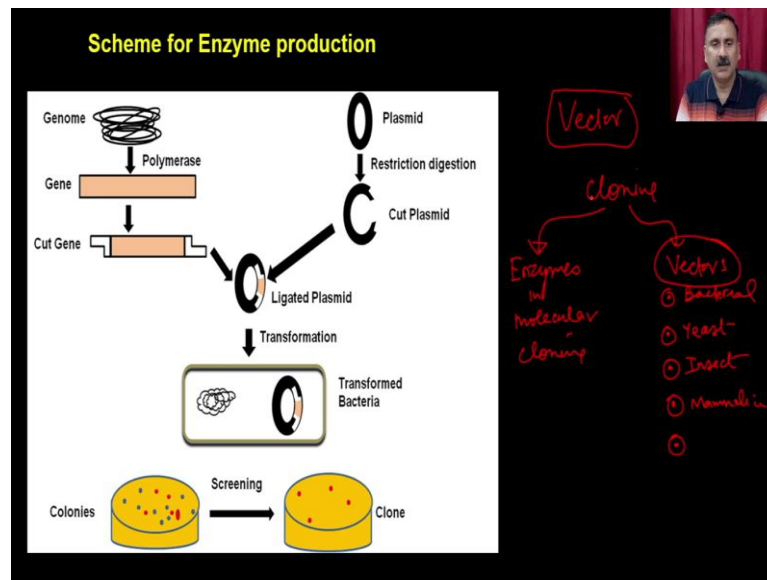 Scheme for Enzyme production
Genome
Polymerase
Gene
Cut Gene
Plasmid
Restriction digestion
Cut Plasmid
Ligated Plasmid
Transformation
Transformed
Bacteria
Colonies
Screening
Clone
Vector
Cloning
Enzymes
in
molecular
cloning
Vectors
Bacterial
Yeast
Insect